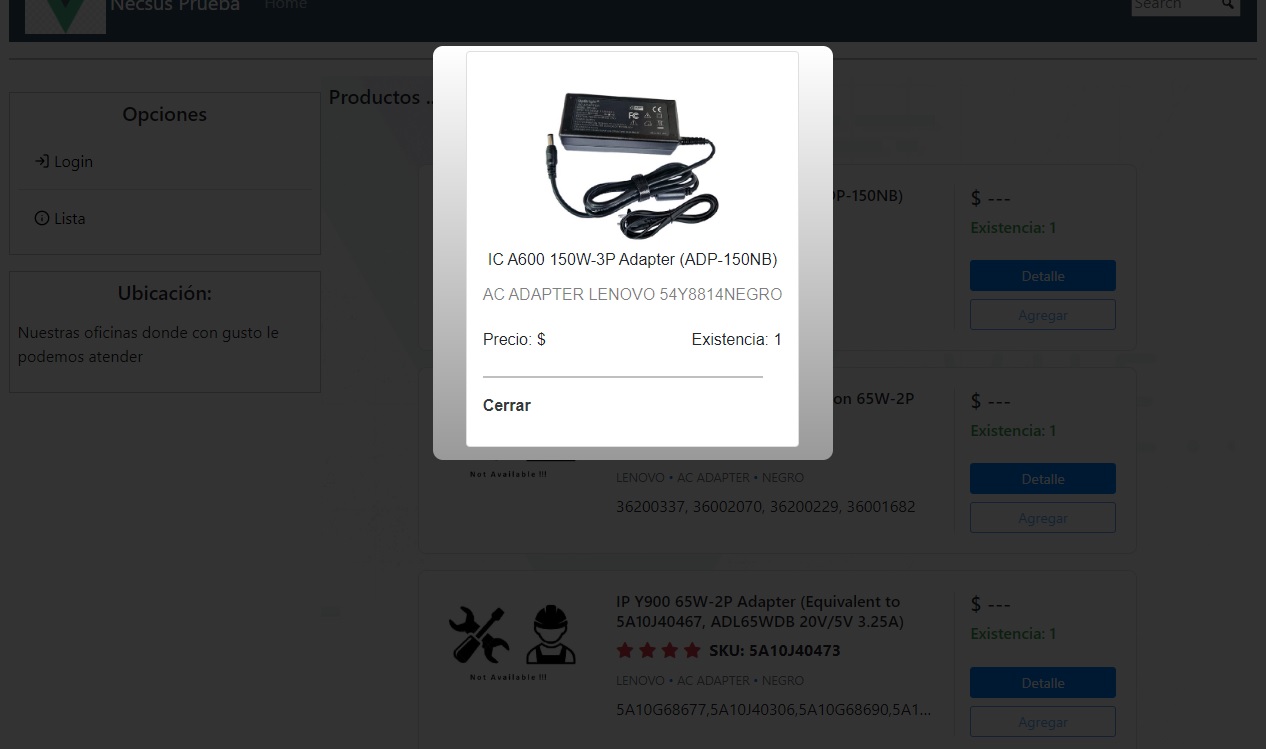 Necsus Prueba
Home
Search
Opciones
Login
Lista
Ubicación:
Nuestras oficinas donde con gusto le
podemos atender
Productos ..
IC A600 150W-3P Adapter (ADP-150NB)
AC ADAPTER LENOVO 54Y8814NEGRO
Precio: $
Existencia: 1
Cerrar
DP-150NB)
$ ---
Existencia: 1
Detalle
Agregar
on 65W-2P
Not Available !!!
LENOVO • AC ADAPTER • NEGRO
36200337, 36002070, 36200229, 36001682
$ ---
Existencia: 1
Detalle
Agregar
Not Available !!!
IP Y900 65W-2P Adapter (Equivalent to
5A10J40467, ADL65WDB 20V/5V 3.25A)
SKU: 5A10J40473
LENOVO • AC ADAPTER • NEGRO
5A10G68677,5A10J40306,5A10G68690,5A1...
$ ---
Existencia: 1
Detalle
Agregar